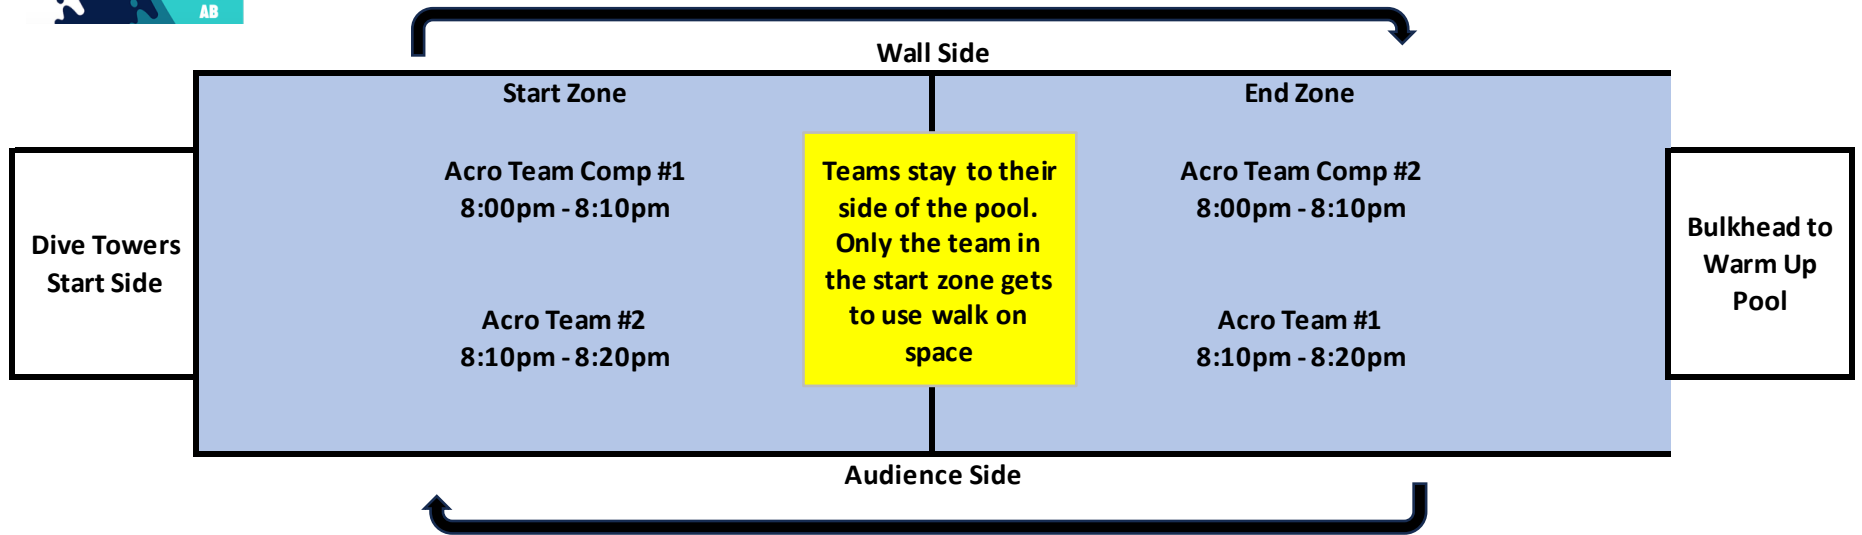 AB
Wall Side
Start Zone
End Zone
Acro Team Comp #1
8:00pm - 8:10pm
Teams stay to their
side of the pool.
Only the team in
the start zone gets
to use walk on
space
Acro Team Comp #2
8:00pm - 8:10pm
Dive Towers
Start Side
Bulkhead to
Warm Up
Pool
Acro Team #2
8:10pm - 8:20pm
Acro Team #1
8:10pm - 8:20pm
Audience Side